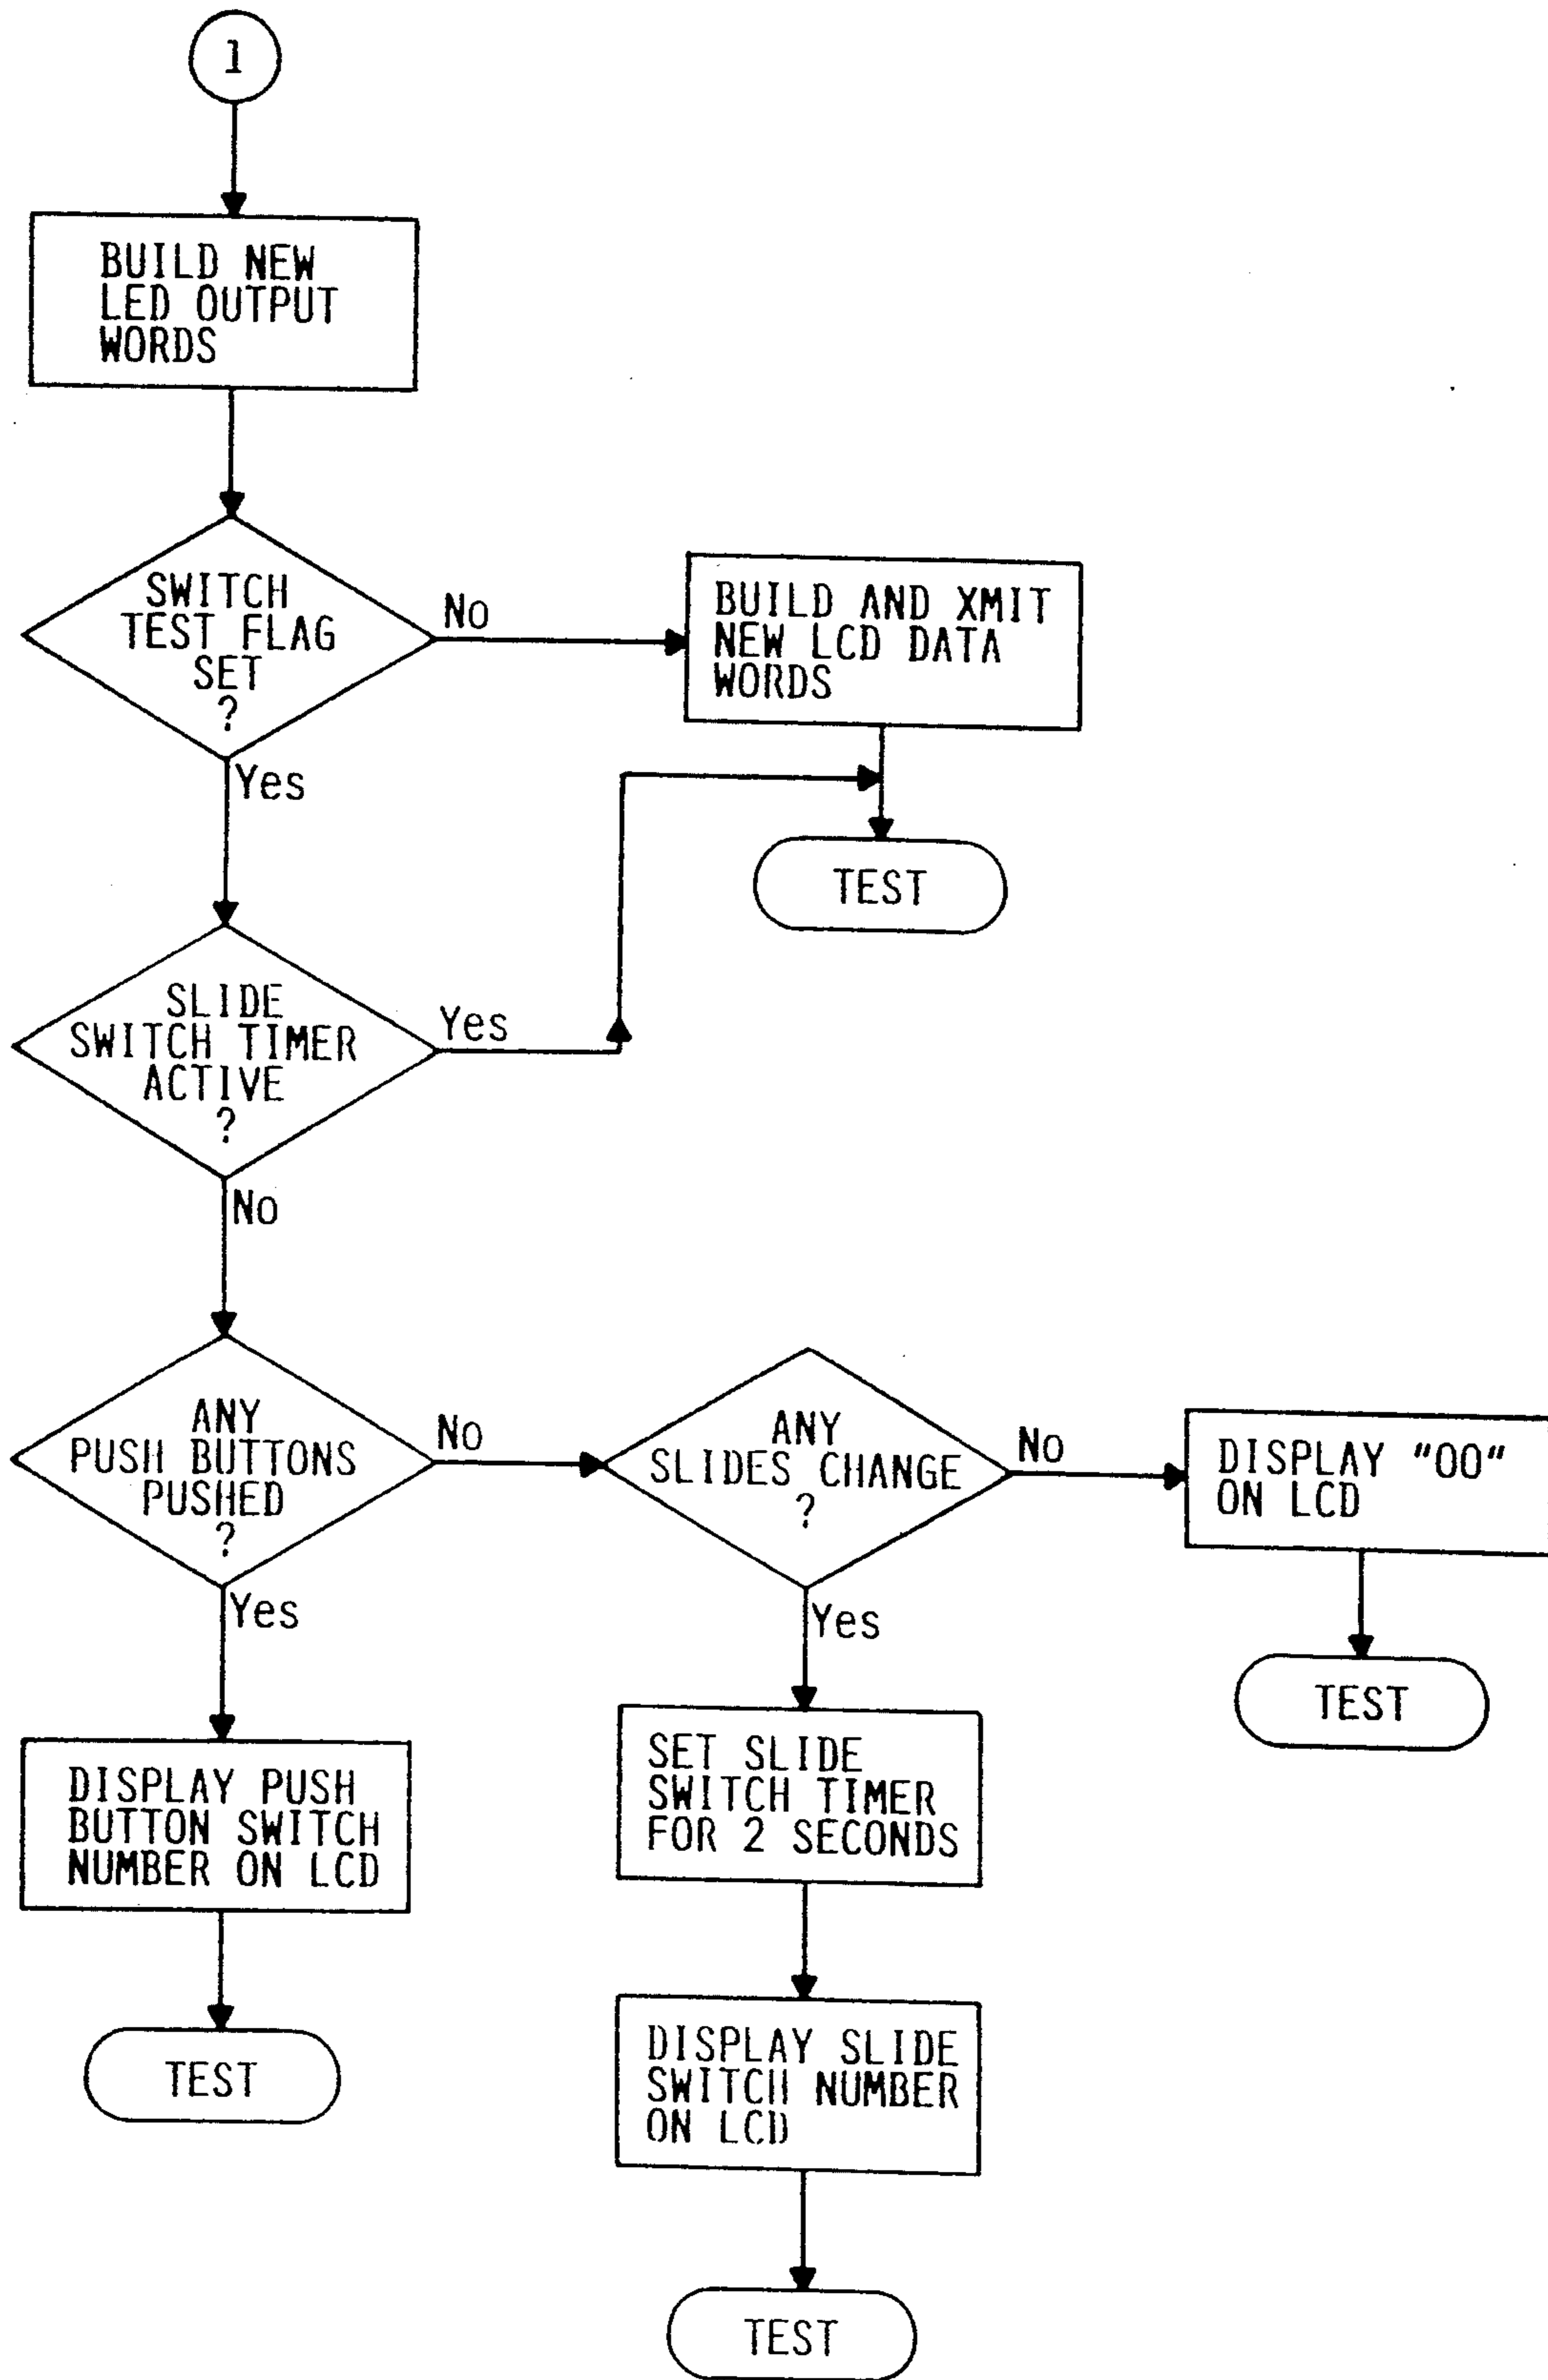 1
BUILD NEW
LED OUTPUT
WORDS
SWITCH
TEST FLAG
SET
?
No
BUILD AND XMIT
NEW LCD DATA
WORDS
Yes
TEST
SLIDE
SWITCH TIMER
ACTIVE
?
Yes
No
ANY
PUSH BUTTONS
PUSHED
?
No
ANY
SLIDES CHANGE
?
No
DISPLAY "00"
ON LCD
Yes
Yes
TEST
DISPLAY PUSH
BUTTON SWITCH
NUMBER ON LCD
SET SLIDE
SWITCH TIMER
FOR 2 SECONDS
TEST
DISPLAY SLIDE
SWITCH NUMBER
ON LCD
TEST